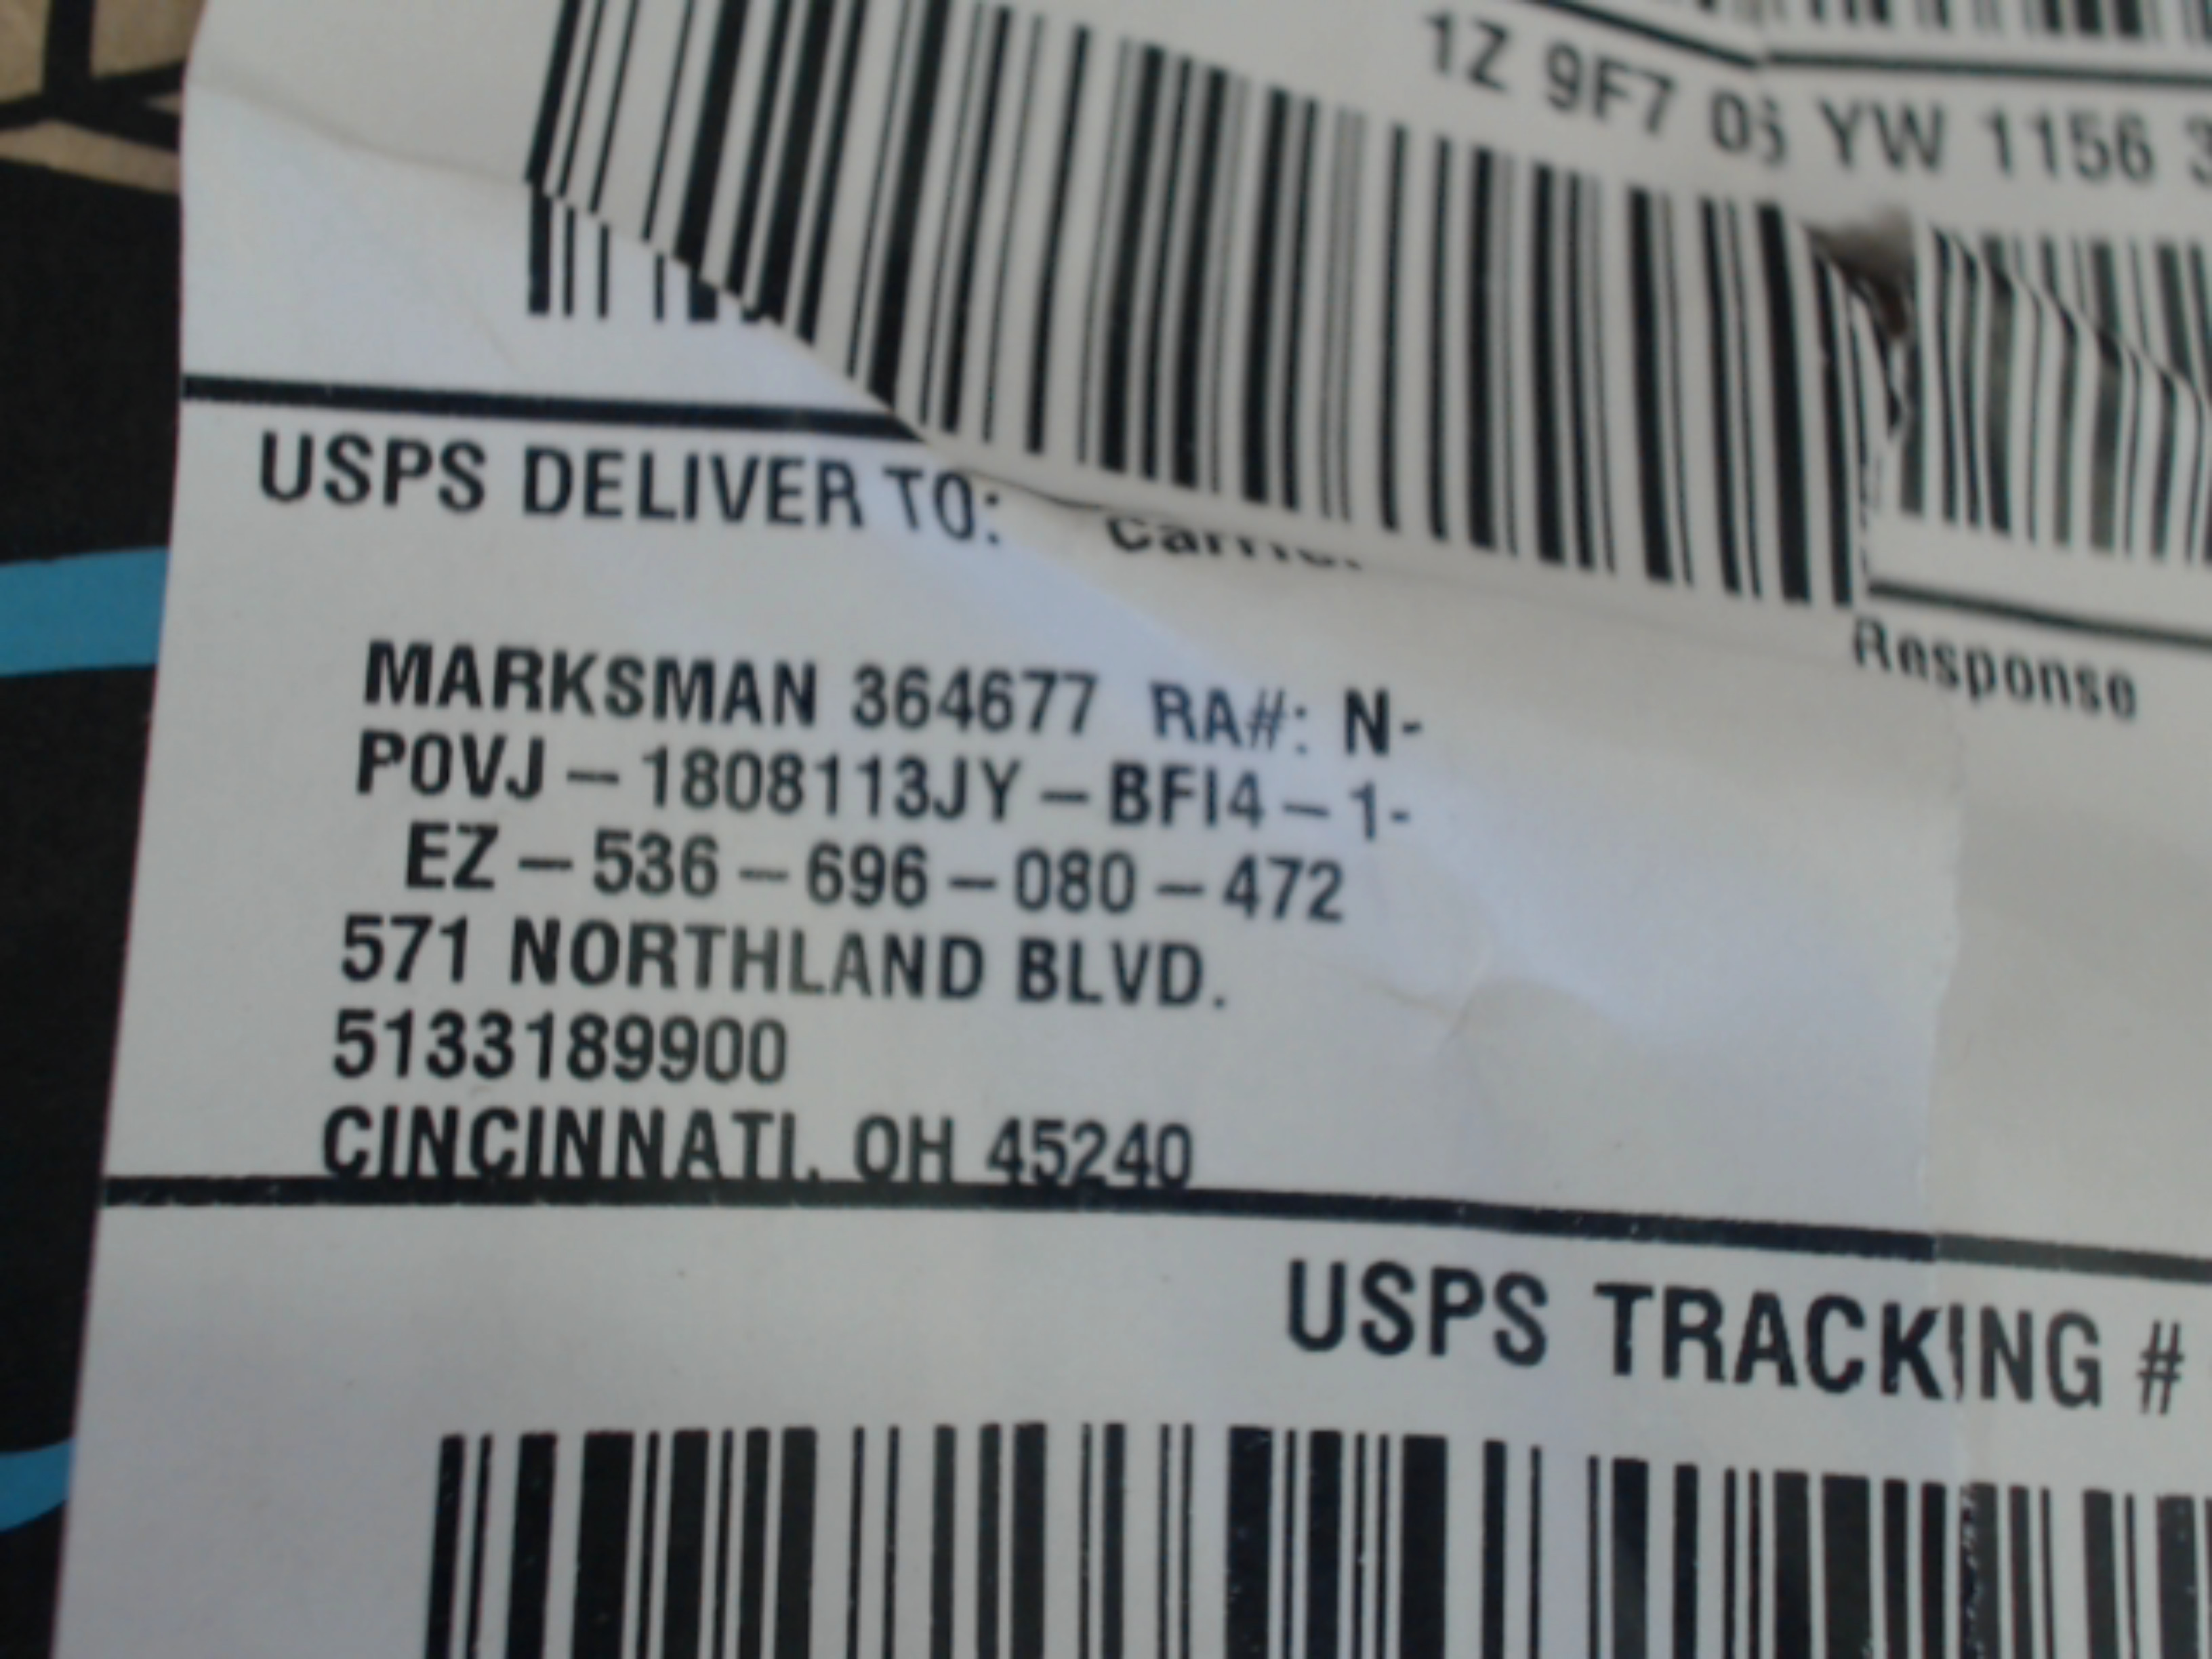 1Z 9F7 YW 1156
USPS DELIVER TO:
Response
MARKSMAN 364677 RA#: N-
P0VJ – 1808113JY – BFI4 – 1-
EZ – 536 – 696 – 080 – 472
571 NORTHLAND BLVD.
5133189900
CINCINNATI, OH 45240
USPS TRACKING #